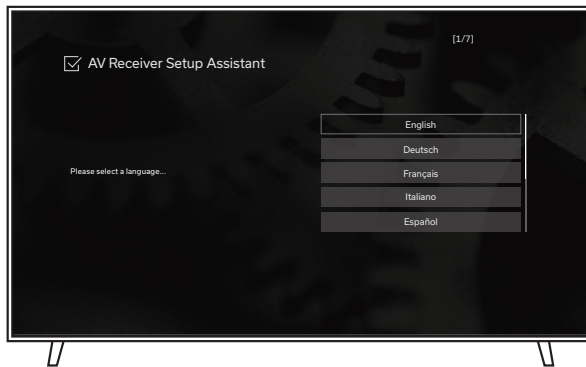 [1/7]
AV Receiver Setup Assistant
Please select a language...
English
Deutsch
Français
Italiano
Español